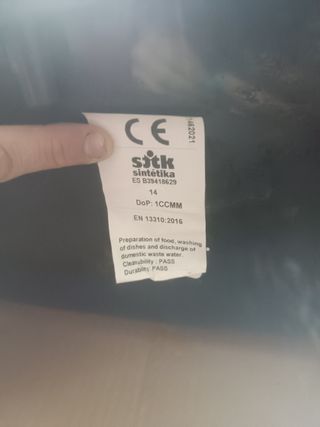 CE
sitk
sintetika
ES B39418629
14
DoP: 1CCMM
EN 13310:2016
Preparation of food, washing
of dishes and discharge of
domestic waste water.
Cleanability : PASS
Durability: PASS